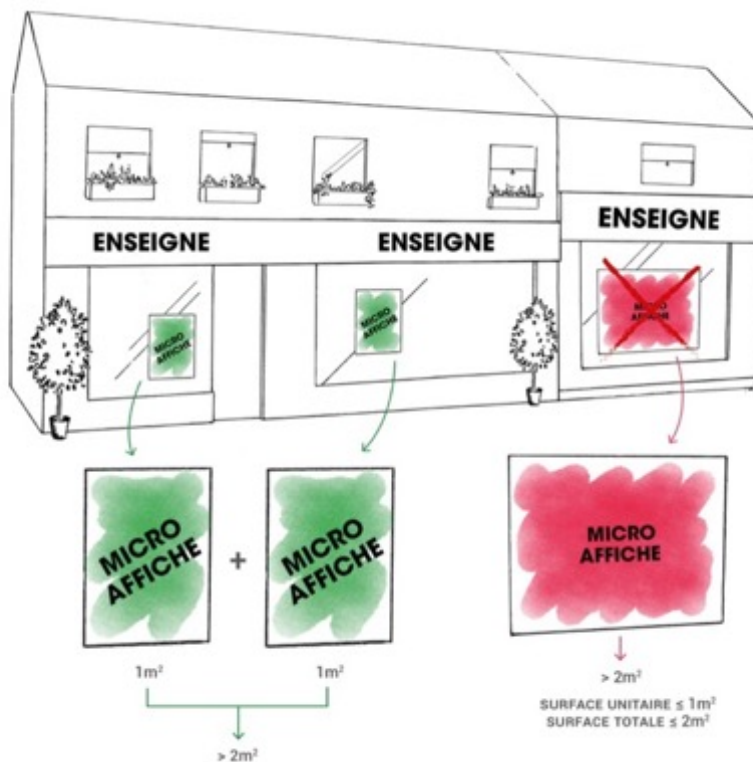 ENSEIGNE
ENSEIGNE
ENSEIGNE
MICRO
AFFICHE
MICRO
AFFICHE
MICRO
AFFICHE
MICRO
AFFICHE
+
MICRO
AFFICHE
MICRO
AFFICHE
1m²
1m²
> 2m²
> 2m²
SURFACE UNITAIRE ≤ 1m²
SURFACE TOTALE ≤ 2m²